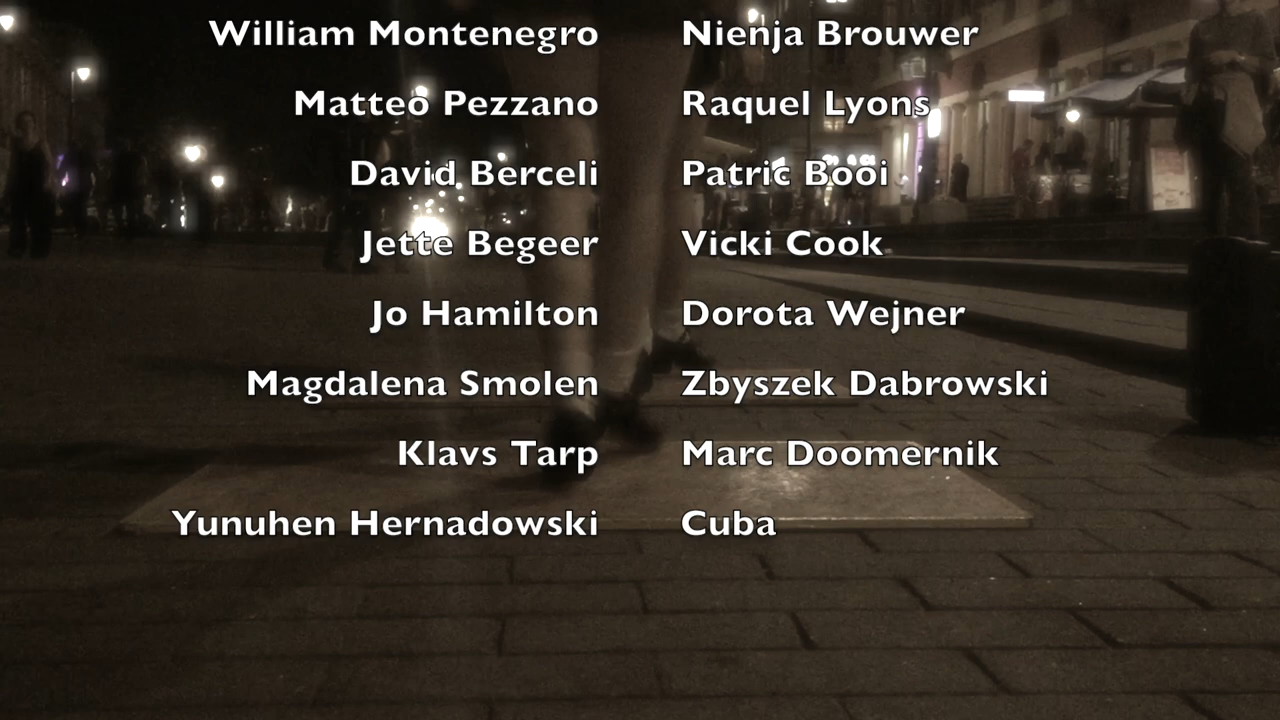 William Montenegro Nienja Brouwer
Matteo Pezzano Raquel Lyons
David Berceli Patric Booi
Jette Begeer Vicki Cook
Jo Hamilton Dorota Wejner
Magdalena Smolen Zbyszek Dabrowski
Klavs Tarp Marc Doomernik
Yunuhen Hernadowski Cuba